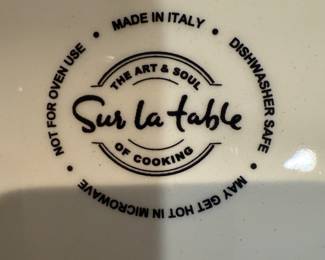 • MADE IN ITALY • DISHWASHER SAFE • MAY GET HOT IN MICROWAVE • NOT FOR OVEN USE
THE ART & SOUL
Sur la table
OF COOKING